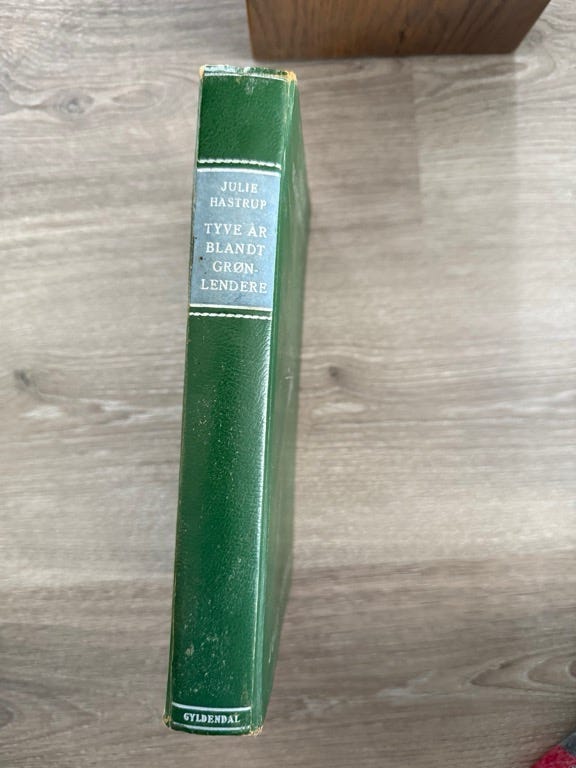 JULIE
HASTRUP
TYVE ÅR
BLANDT
GRØN-
LENDERE
GYLDENDAL